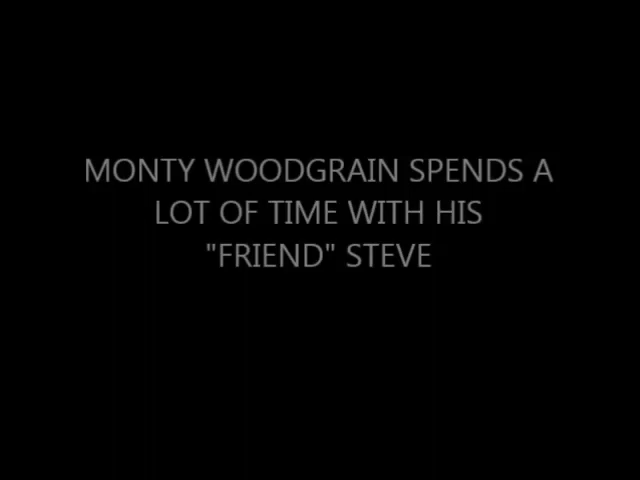 MONTY WOODGRAIN SPENDS A
LOT OF TIME WITH HIS
"FRIEND" STEVE